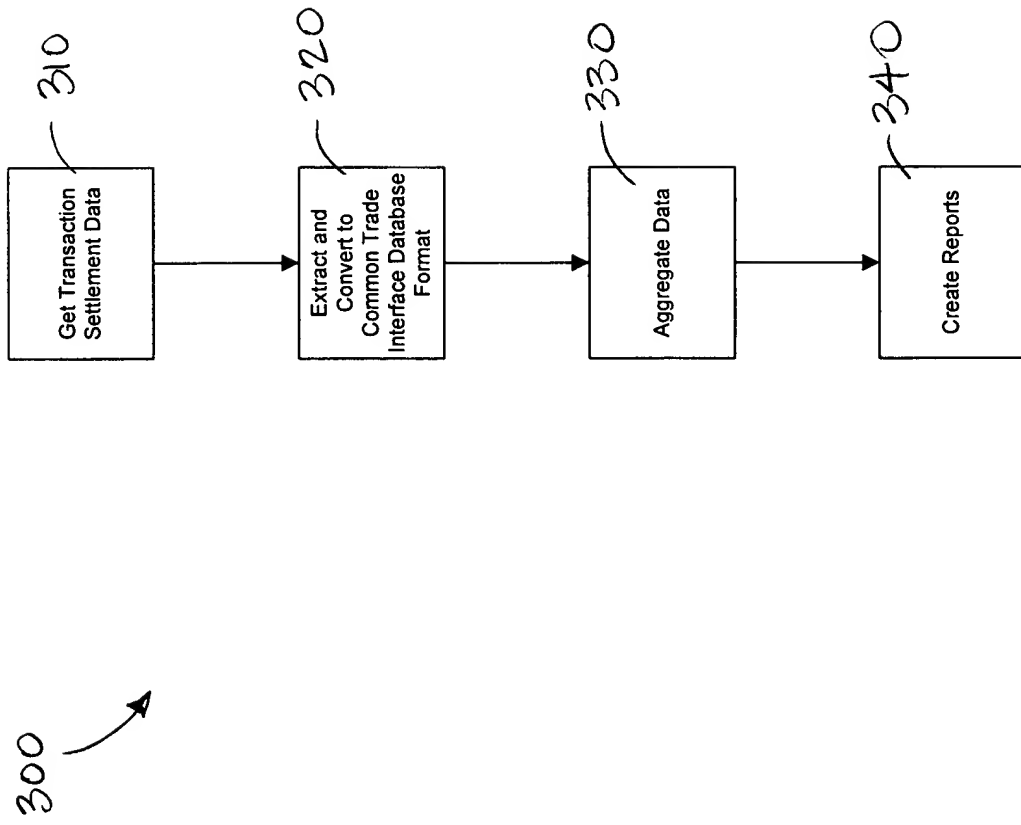 300
310
Get Transaction
Settlement Data
320
Extract and
Convert to
Common Trade
Interface Database
Format
330
Aggregate Data
340
Create Reports